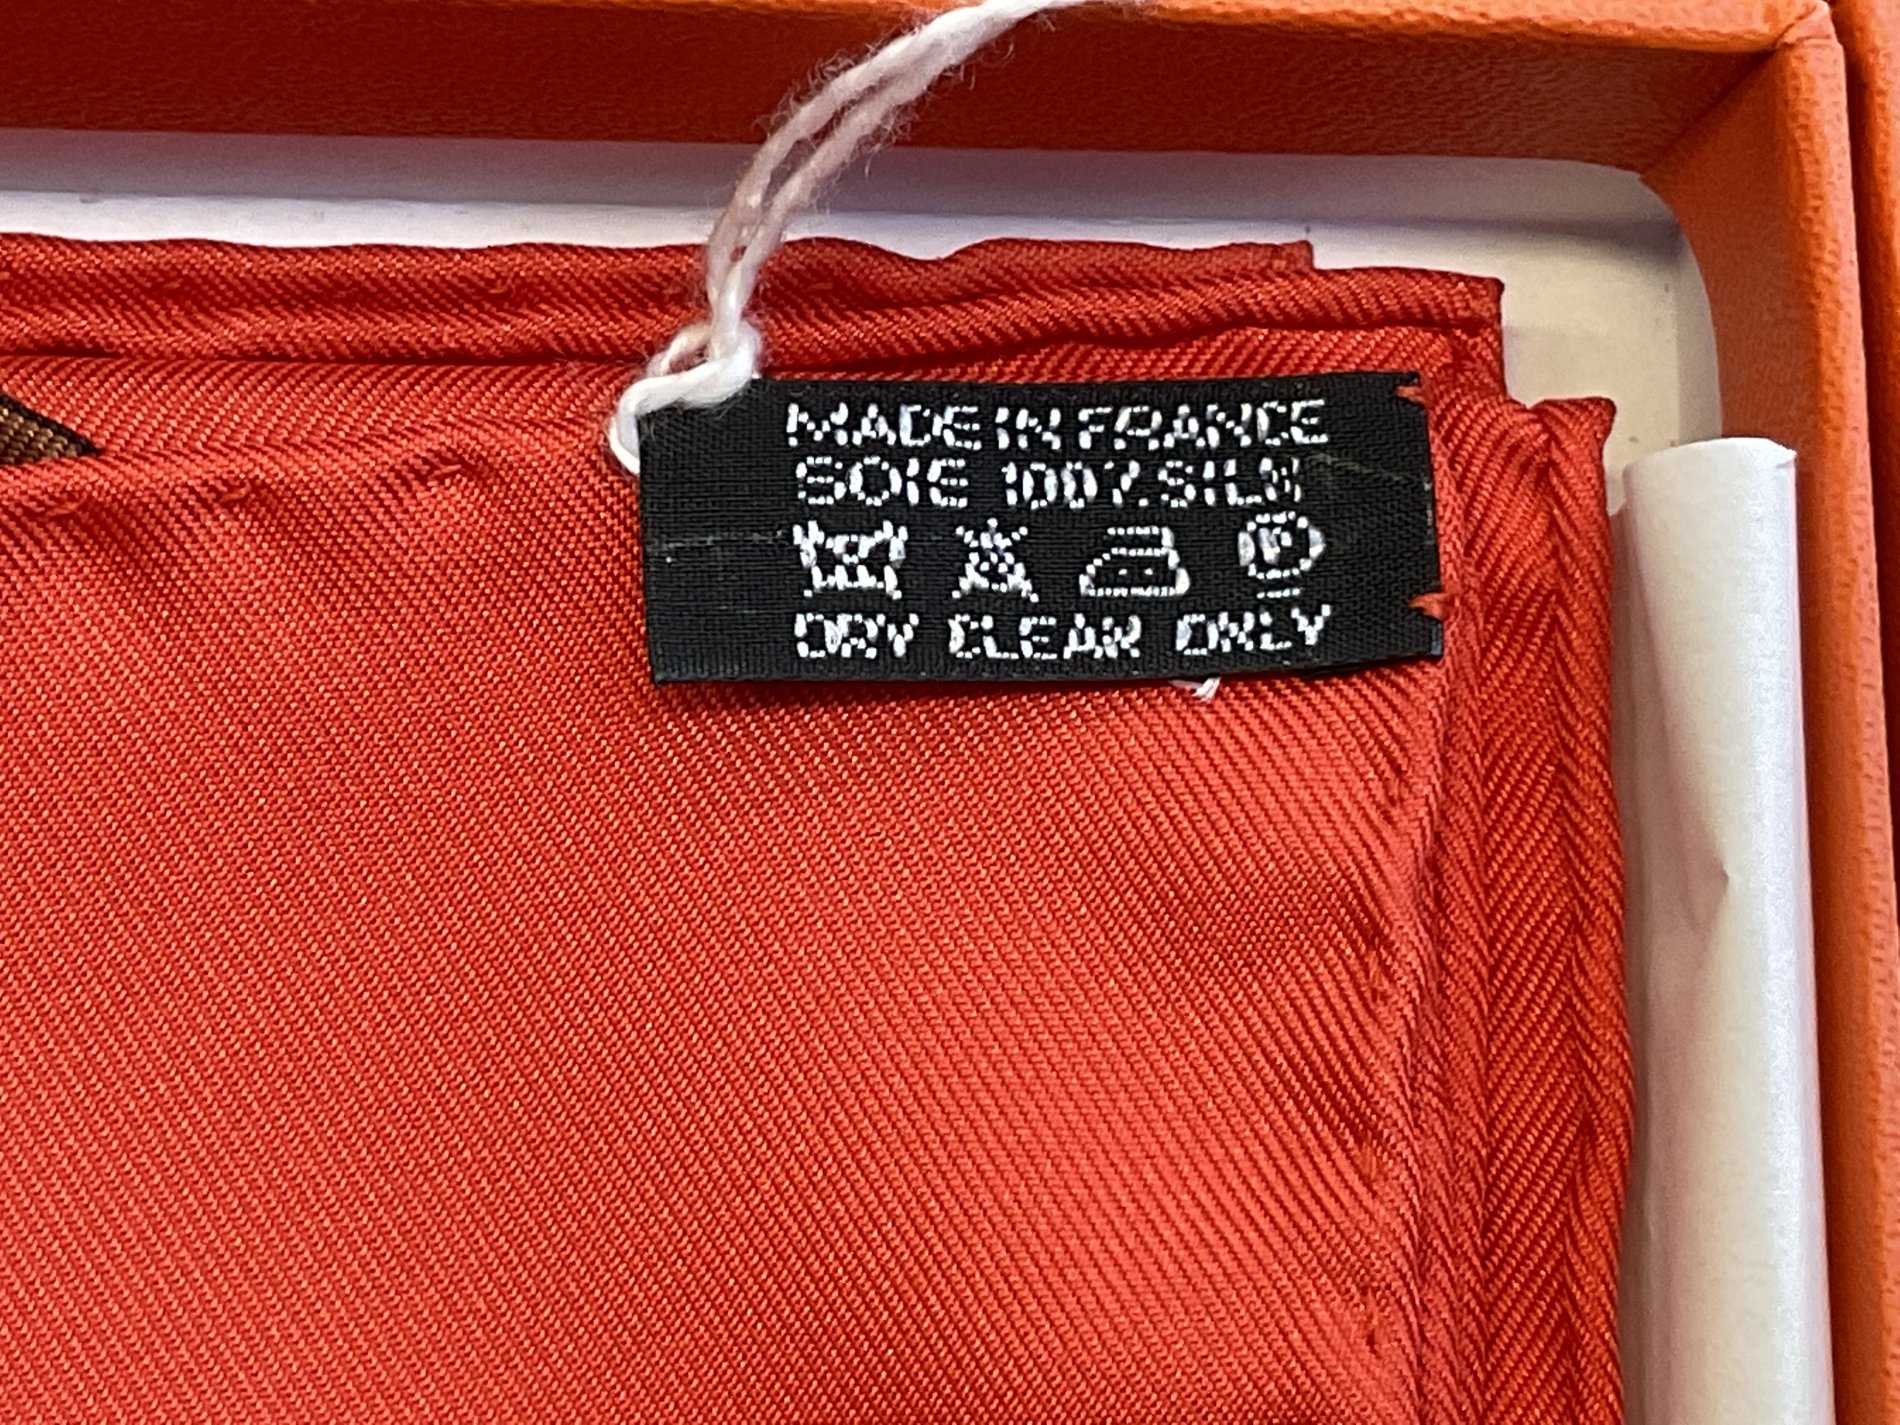 MADE IN FRANCE
SOIE 100% SILK
P
DRY CLEAN ONLY